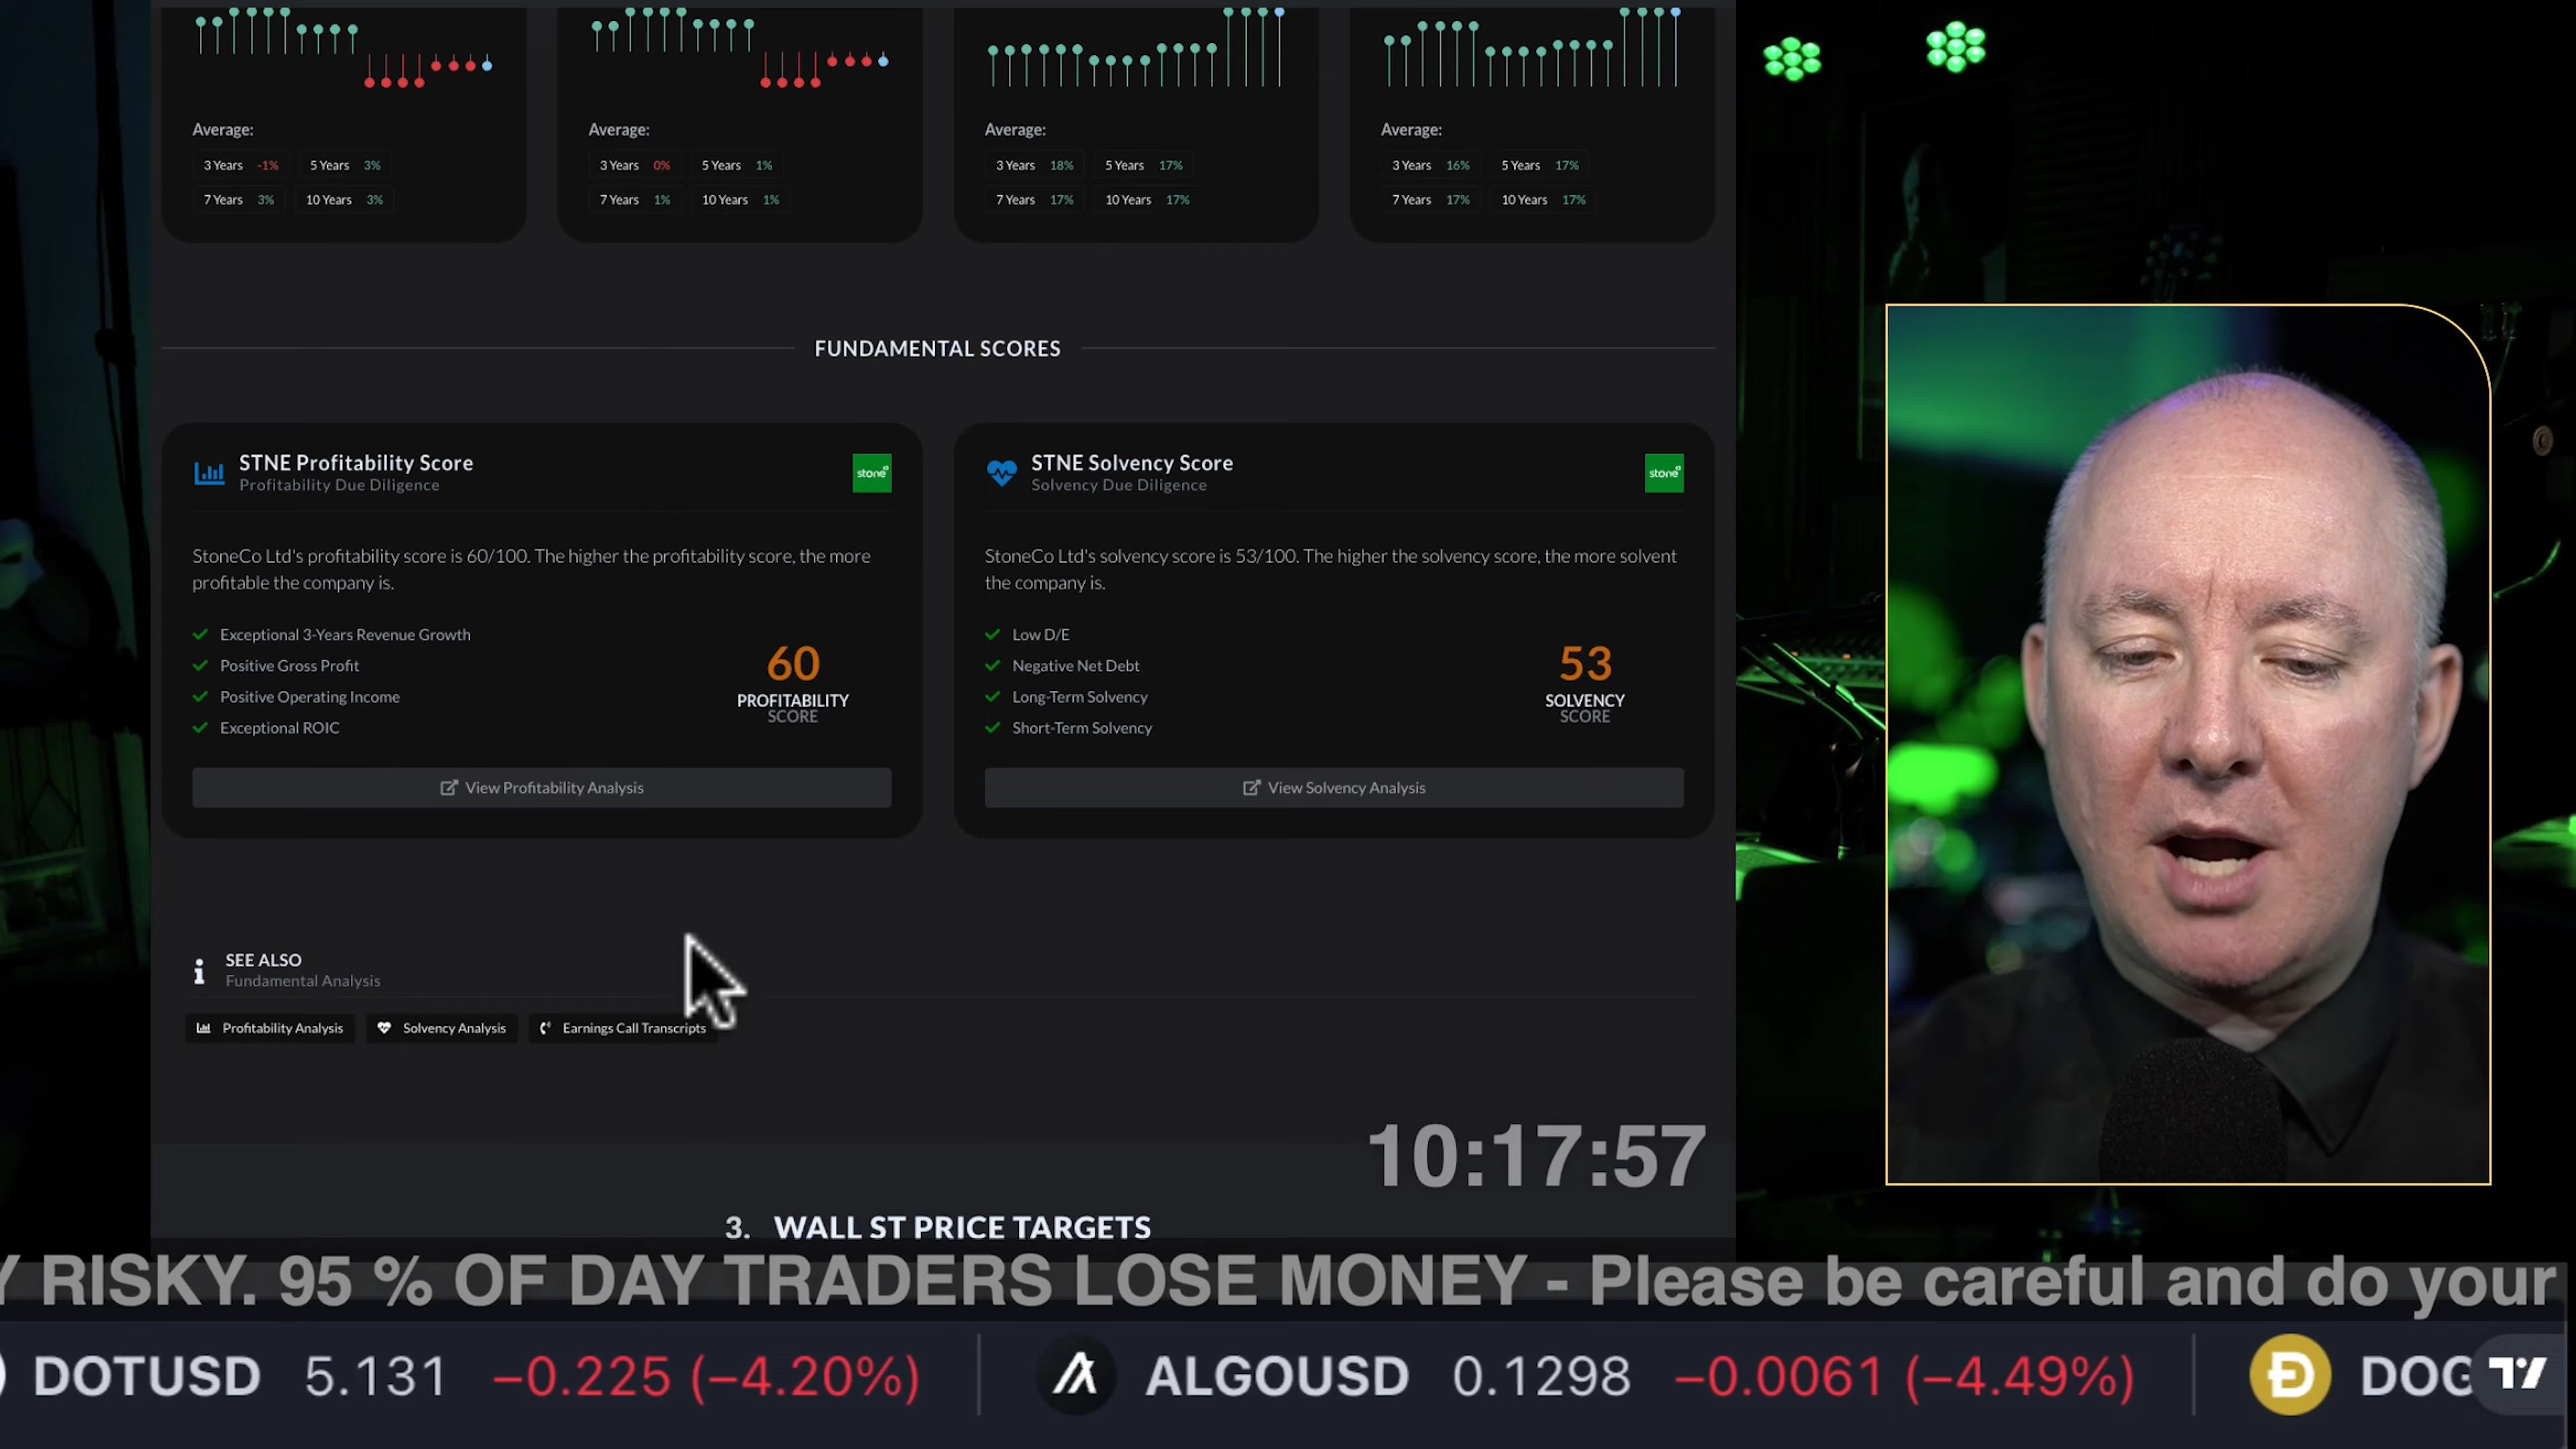 Average:
3 Years -1% 5 Years 3%
7 Years 3% 10 Years 3%
Average:
3 Years 0% 5 Years 1%
7 Years 1% 10 Years 1%
Average:
3 Years 18% 5 Years 17%
7 Years 17% 10 Years 17%
Average:
3 Years 16% 5 Years 17%
7 Years 17% 10 Years 17%
FUNDAMENTAL SCORES
STNE Profitability Score
Profitability Due Diligence
stone
StoneCo Ltd's profitability score is 60/100. The higher the profitability score, the more
profitable the company is.
Exceptional 3-Years Revenue Growth
Positive Gross Profit
Positive Operating Income
Exceptional ROIC
60
PROFITABILITY
SCORE
View Profitability Analysis
STNE Solvency Score
Solvency Due Diligence
stone
StoneCo Ltd's solvency score is 53/100. The higher the solvency score, the more solvent
the company is.
Low D/E
Negative Net Debt
Long-Term Solvency
Short-Term Solvency
53
SOLVENCY
SCORE
View Solvency Analysis
SEE ALSO
Fundamental Analysis
Profitability Analysis Solvency Analysis Earnings Call Transcripts
10:17:57
3. WALL ST PRICE TARGETS
Y RISKY. 95 % OF DAY TRADERS LOSE MONEY - Please be careful and do your
DOTUSD 5.131 −0.225 (−4.20%) ALGOUSD 0.1298 −0.0061 (−4.49%) DOG